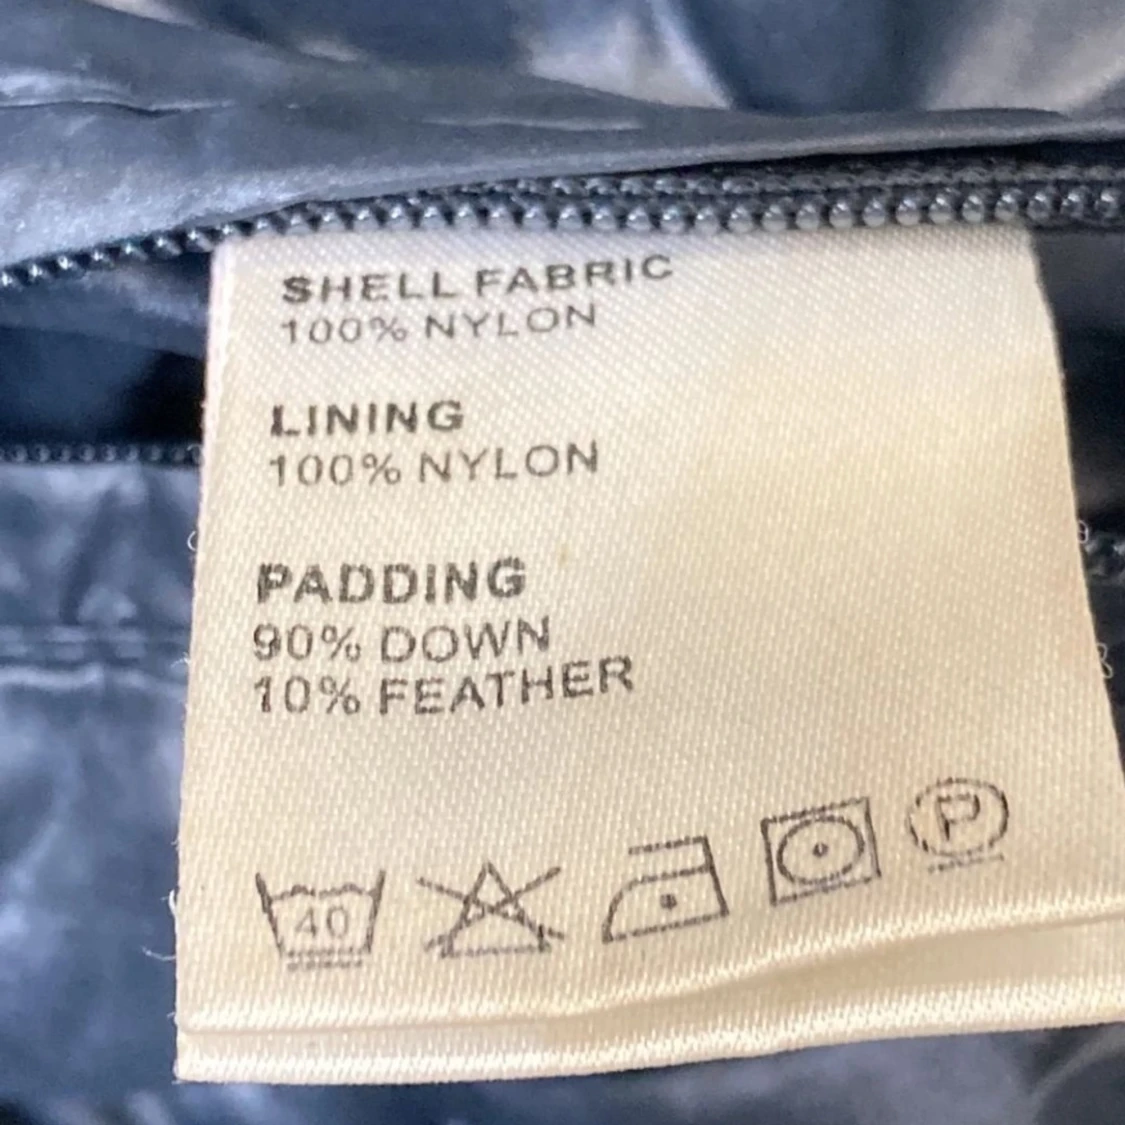 SHELL FABRIC
100% NYLON
LINING
100% NYLON
PADDING
90% DOWN
10% FEATHER
40
P